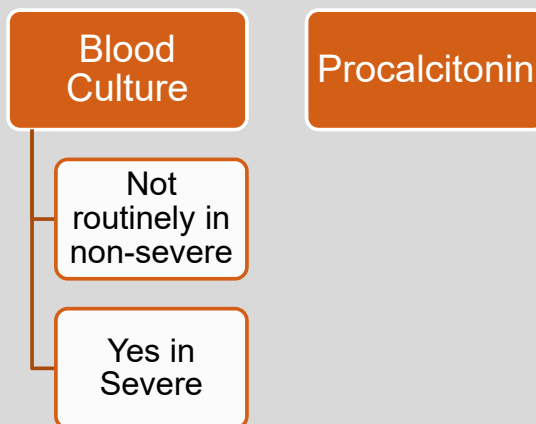 Blood
Culture
Procalcitonin
Not
routinely in
non-severe
Yes in
Severe